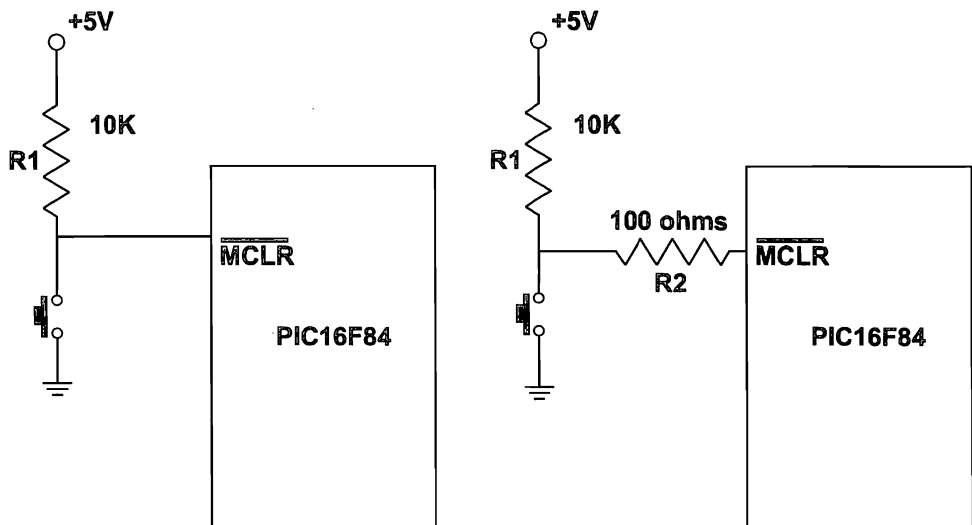 +5V
10K
R1
MCLR
PIC16F84
+5V
10K
R1
100 ohms
R2
MCLR
PIC16F84